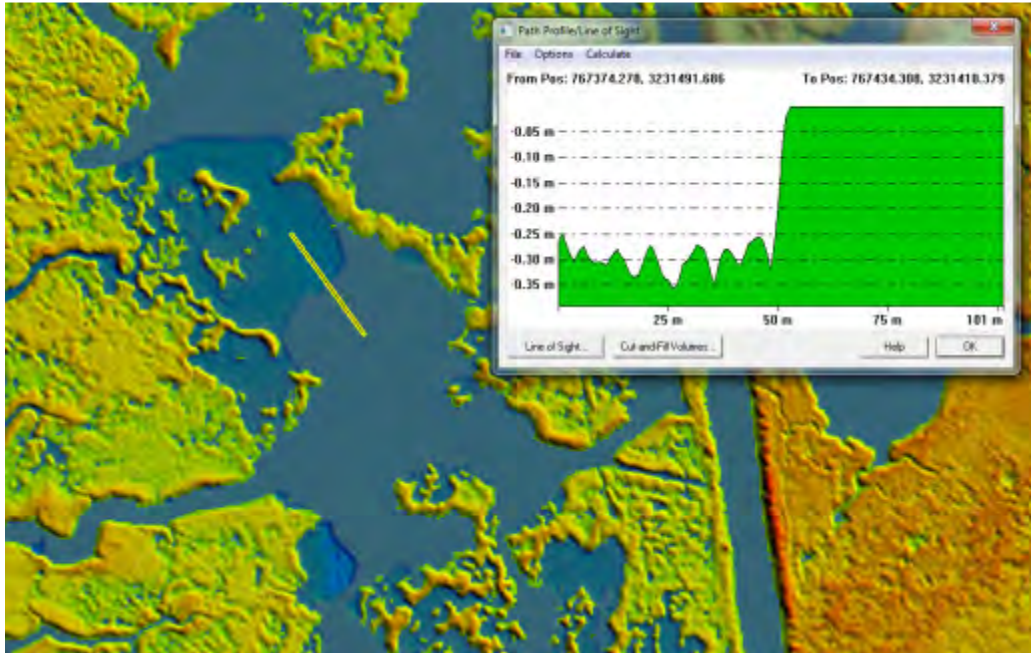 Path Profile/Line of Sight
File Options Calculate
From Pos: 767374.278, 3231491.686 To Pos: 767434.308, 3231410.379
-0.05 m
-0.10 m
-0.15 m
-0.20 m
-0.25 m
-0.30 m
-0.35 m
25 m 50 m 75 m 101 m
Line of Sight... Cut-and-Fill Volumes... Help OK